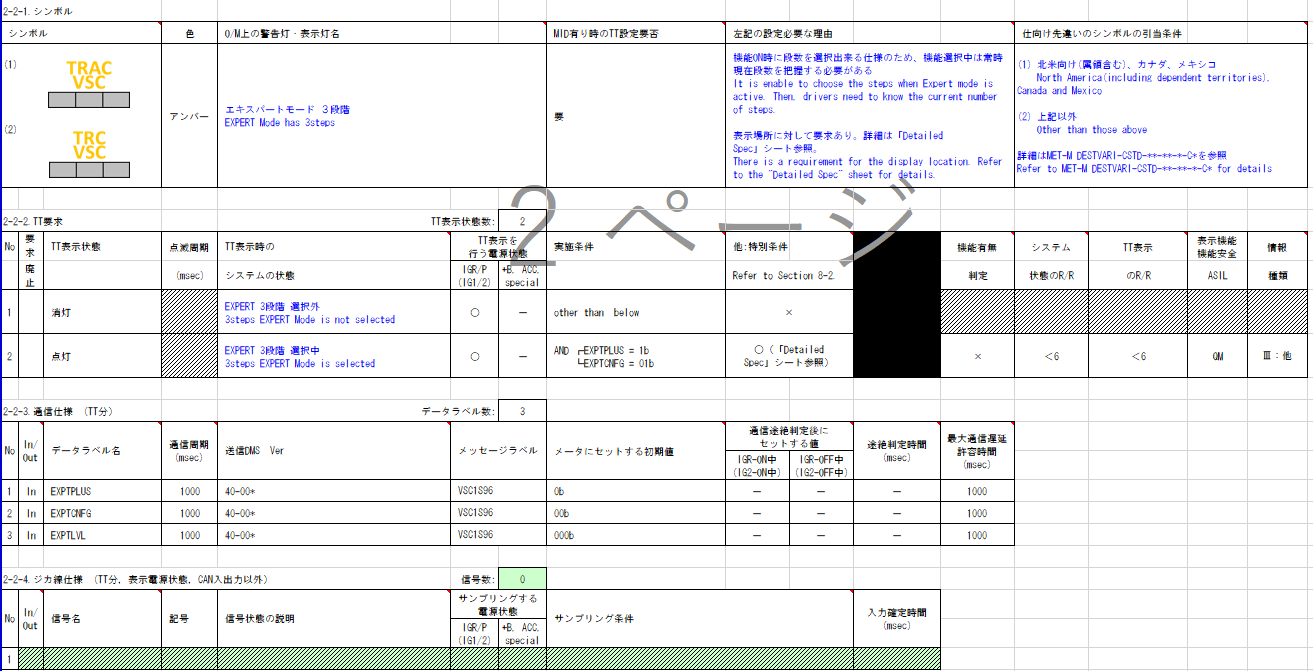 2-2-1. シンボル
シンボル 色 O/M上の警告灯・表示灯名 MID有り時のTT設定要否 左記の設定必要な理由 仕向け先違いのシンボルの引当条件
(1)
TRAC
VSC
(2)
TRC
VSC
アンバー
エキスパートモード 3段階
EXPERT Mode has 3steps
要
機能ON時に段数を選択出来る仕様のため、機能選択中は常時
現在段数を把握する必要がある
It is enable to choose the steps when Expert mode is
active. Then, drivers need to know the current number
of steps.
表示場所に対して要求あり。詳細は「Detailed
Spec」シート参照。
There is a requirement for the display location. Refer
to the "Detailed Spec" sheet for details.
(1) 北米向け(属領含む)、カナダ、メキシコ
North America(including dependent territories),
Canada and Mexico
(2) 上記以外
Other than those above
詳細はMET-M DESTVARI-CSTD-**-**-*-C*を参照
Refer to MET-M DESTVARI-CSTD-**-**-*-C* for details
2 ページ
2-2-2. TT要求 TT表示状態数: 2
No 要求 廃止 TT表示状態 点滅周期 (msec) TT表示時の システムの状態 TT表示を 行う電源状態 IGR/P (IG1/2) +B, ACC, special 実施条件 他:特別条件 Refer to Section 8-2. 機能有無 判定 システム 状態のR/R TT表示 のR/R 表示機能 機能安全 ASIL 情報 種類
1 消灯 EXPERT 3段階 選択外 ○ － other than below ×
3steps EXPERT Mode is not selected
2 点灯 EXPERT 3段階 選択中 ○ － AND ┌EXPTPLUS = 1b ○（「Detailed × <6 <6 QM Ⅲ：他
3steps EXPERT Mode is selected └EXPTCNFG = 01b Spec」シート参照）
2-2-3. 通信仕様 （TT分） データラベル数: 3
No In/Out データラベル名 通信周期 (msec) 送信DMS Ver メッセージラベル メータにセットする初期値 通信途絶判定後に セットする値 IGR-ON中 (IG2-ON中) IGR-OFF中 (IG2-OFF中) 途絶判定時間 (msec) 最大通信遅延 許容時間 (msec)
1 In EXPTPLUS 1000 40-00* VSC1S96 0b － － － 1000
2 In EXPTCNFG 1000 40-00* VSC1S96 00b － － － 1000
3 In EXPTLVL 1000 40-00* VSC1S96 000b － － － 1000
2-2-4. ジカ線仕様 （TT分, 表示電源状態, CAN入出力以外） 信号数: 0
No In/Out 信号名 記号 信号状態の説明 サンプリングする 電源状態 IGR/P (IG1/2) +B, ACC, special サンプリング条件 入力確定時間 (msec)
1